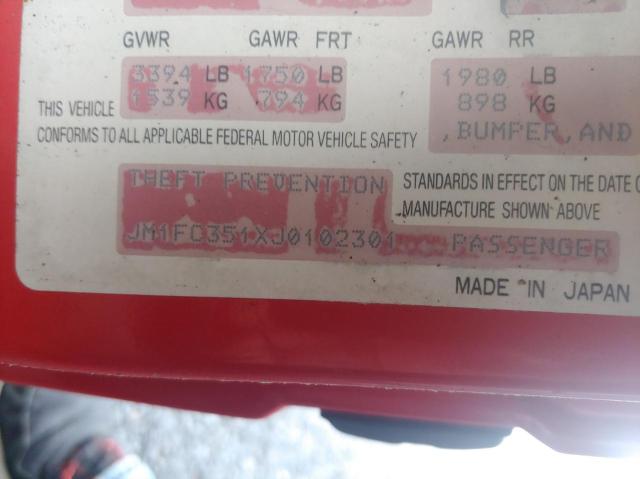 GVWR GAWR FRT GAWR RR
3394 LB 1750 LB 1980 LB
1539 KG 794 KG 898 KG
THIS VEHICLE
CONFORMS TO ALL APPLICABLE FEDERAL MOTOR VEHICLE SAFETY ,BUMPER,AND
THEFT PREVENTION STANDARDS IN EFFECT ON THE DATE O
MANUFACTURE SHOWN ABOVE
JM1FC351XJ0102301 PASSENGER
MADE IN JAPAN